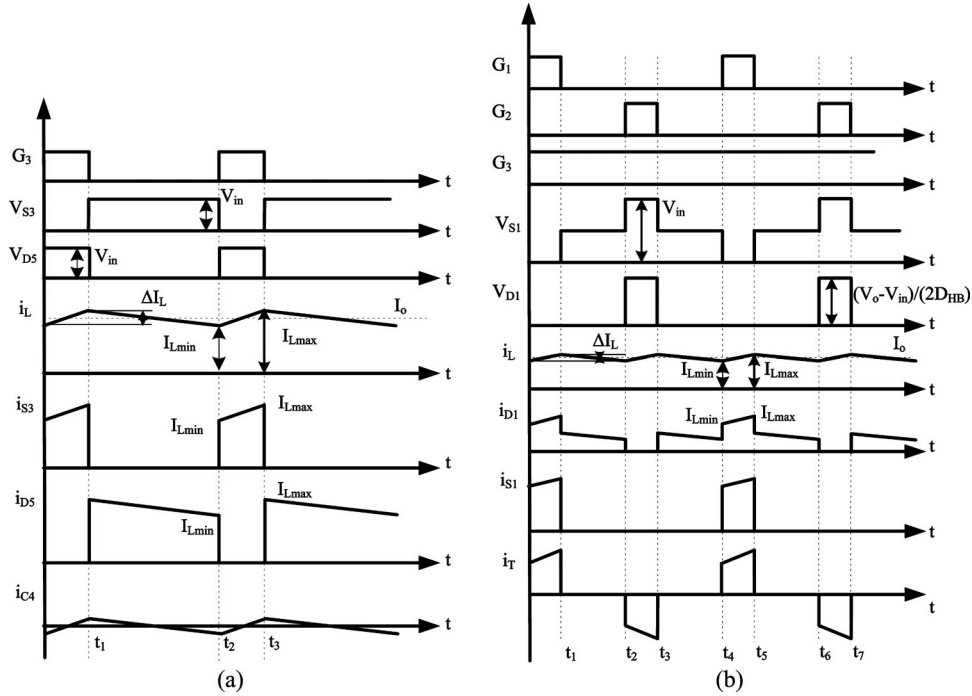 G3
t
VS3
Vin
t
VD5
Vin
t
iL
ΔIL
Io
ILmin
ILmax
t
iS3
ILmin
ILmax
t
iD5
ILmin
ILmax
t
iC4
t
t1
t2
t3
(a)
G1
t
G2
t
G3
t
VS1
Vin
t
VD1
(Vo-Vin)/(2DHB)
t
iL
ΔIL
Io
ILmin
ILmax
t
iD1
ILmin
ILmax
t
iS1
t
iT
t
t1
t2
t3
t4
t5
t6
t7
(b)